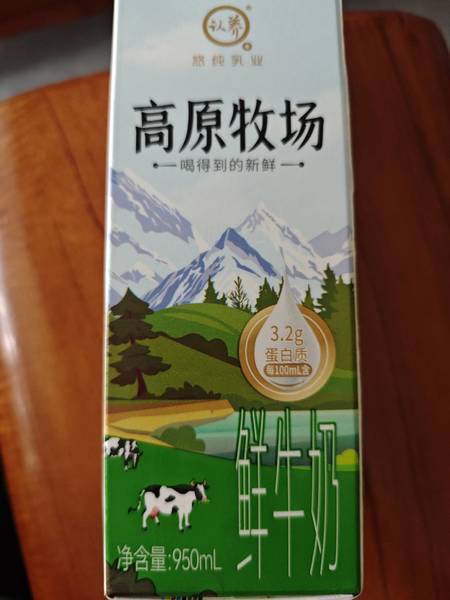 认养
悠纯乳业
高原牧场
喝得到的新鲜
3.2g
蛋白质
每100mL含
鲜牛奶
净含量:950mL